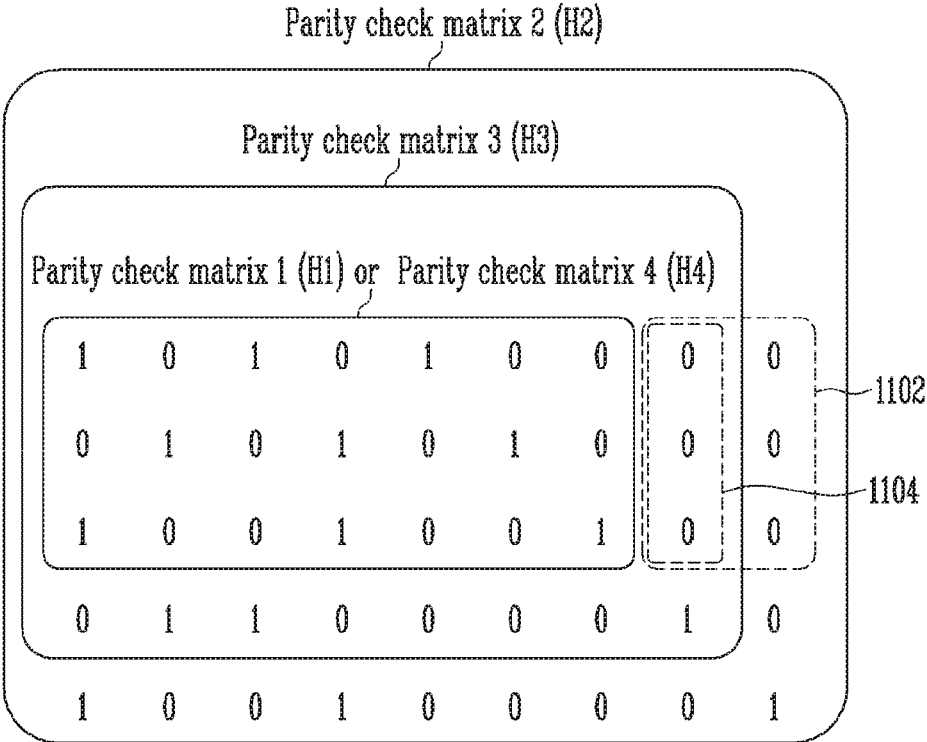 Parity check matrix 2 (H2)
Parity check matrix 3 (H3)
Parity check matrix 1 (H1) or Parity check matrix 4 (H4)
1 0 1 0 1 0 0 0 0
1102
0 1 0 1 0 1 0 0 0
1104
1 0 0 1 0 0 1 0 0
0 1 1 0 0 0 0 1 0
1 0 0 1 0 0 0 0 1